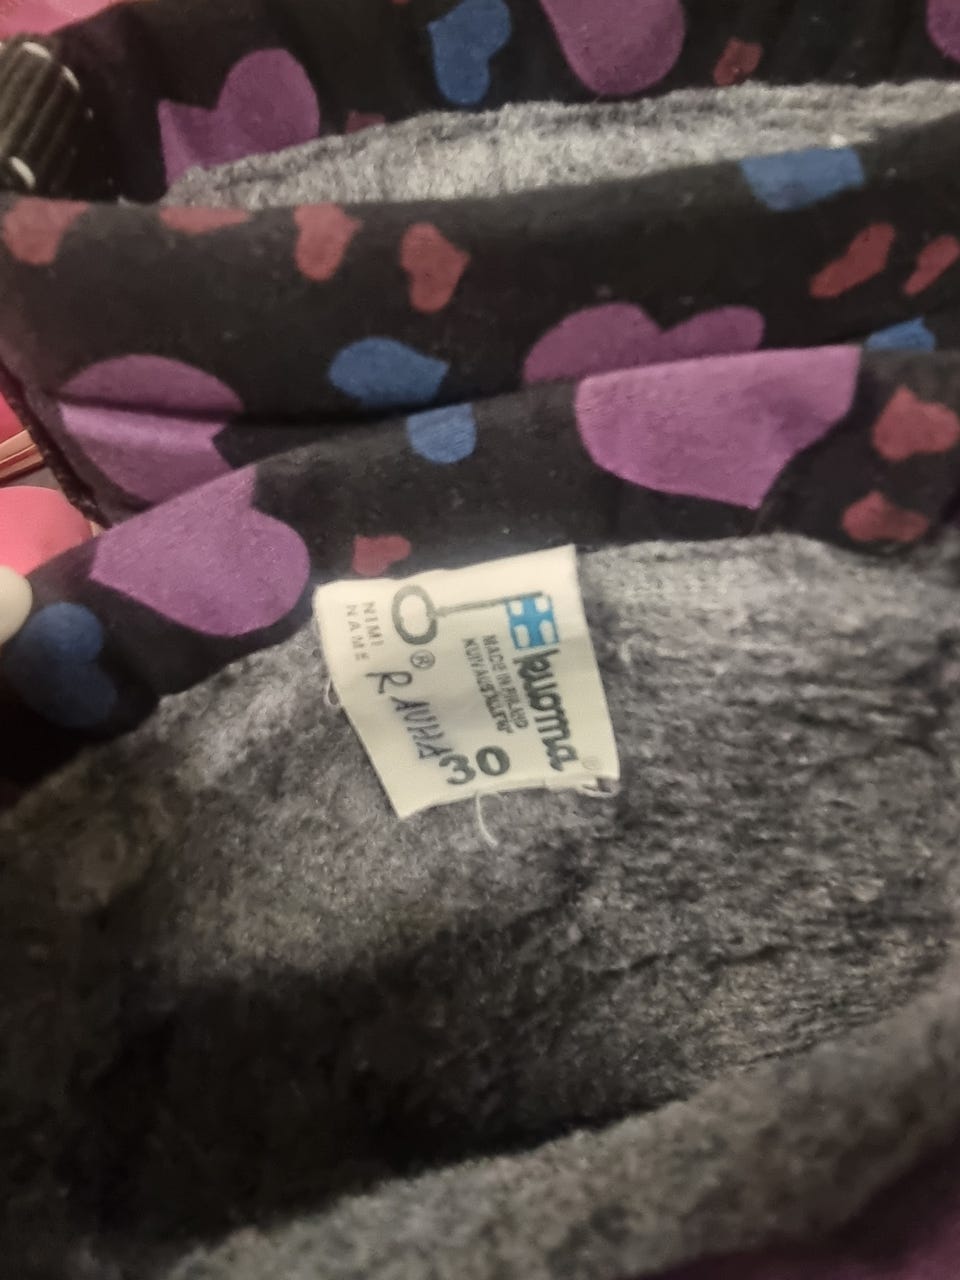 kuoma®
MADE IN FINLAND
30
NIMI
NAME
RAUHA